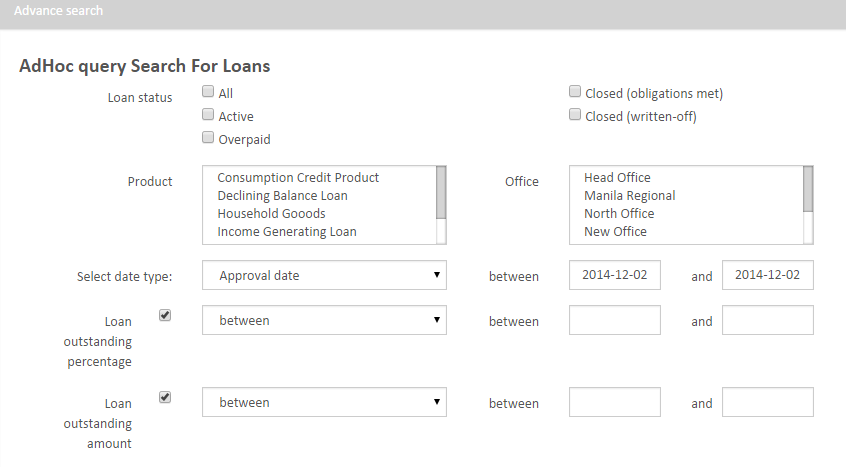 Advance search
AdHoc query Search For Loans
Loan status All Closed (obligations met)
Active Closed (written-off)
Overpaid
Product Consumption Credit Product Office Head Office
Declining Balance Loan Manila Regional
Household Gooods North Office
Income Generating Loan New Office
Select date type: Approval date between 2014-12-02 and 2014-12-02
Loan between between and
outstanding
percentage
Loan between between and
outstanding
amount